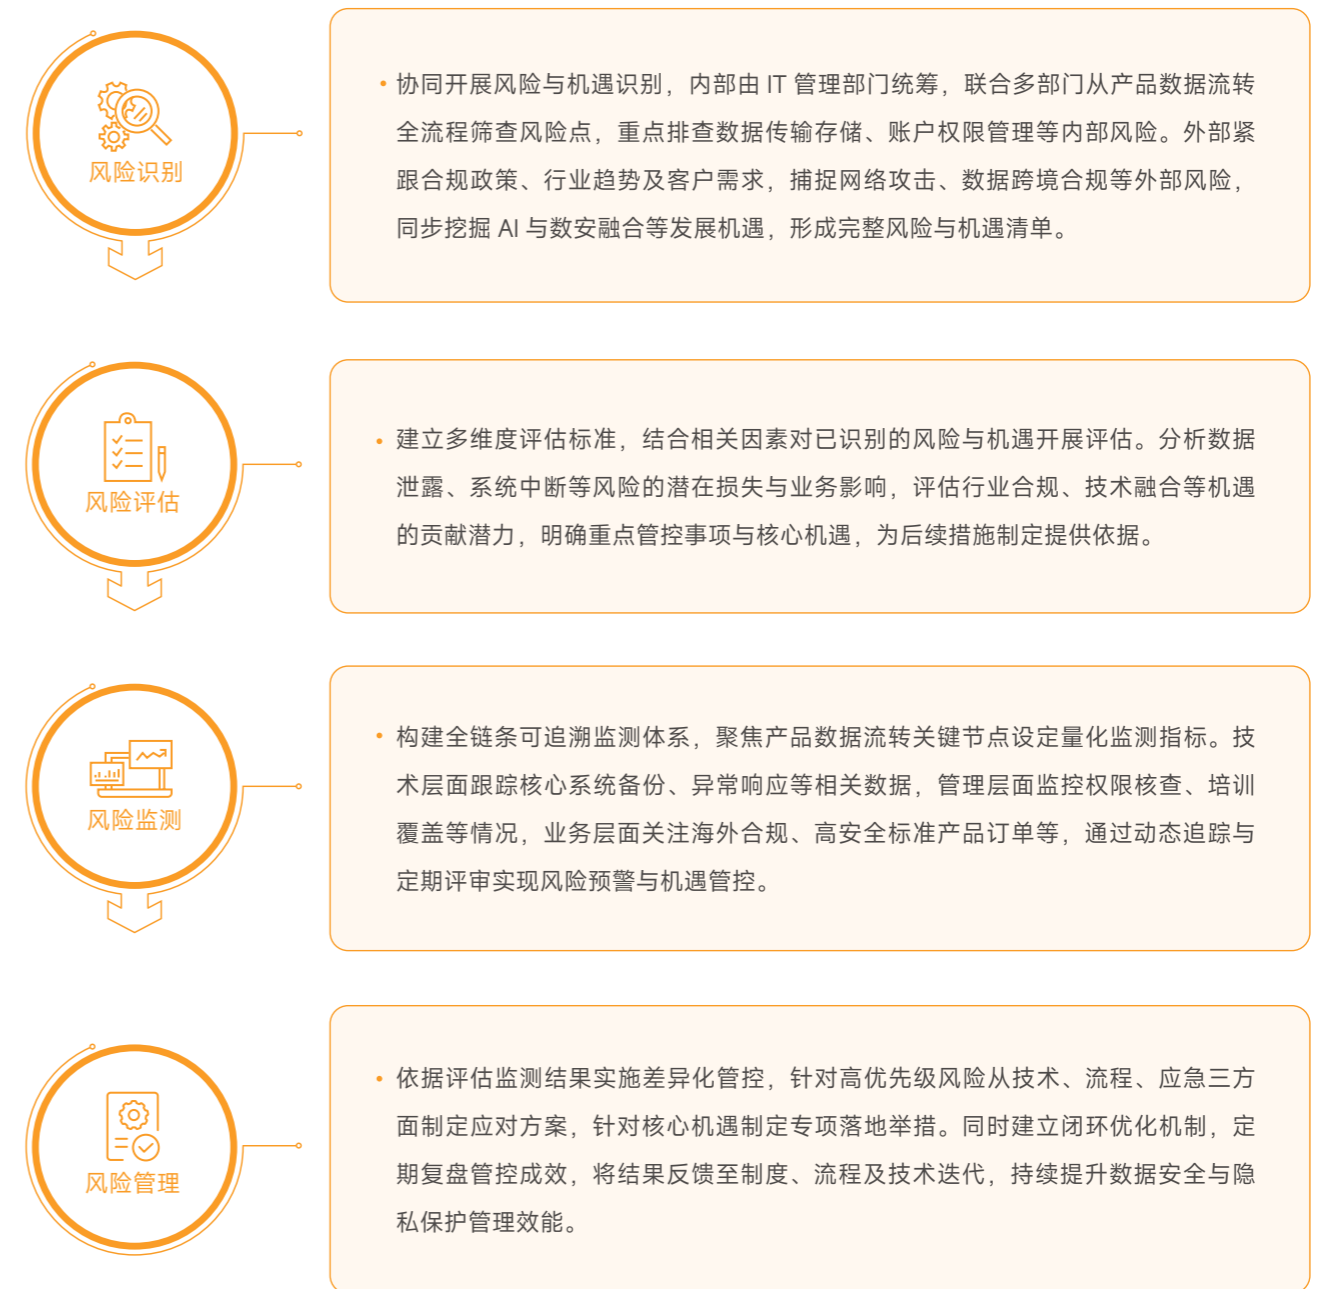 风险识别
• 协同开展风险与机遇识别，内部由 IT 管理部门统筹，联合多部门从产品数据流转
全流程筛查风险点，重点排查数据传输存储、账户权限管理等内部风险。外部紧
跟合规政策、行业趋势及客户需求，捕捉网络攻击、数据跨境合规等外部风险，
同步挖掘 AI 与数安融合等发展机遇，形成完整风险与机遇清单。
风险评估
• 建立多维度评估标准，结合相关因素对已识别的风险与机遇开展评估。分析数据
泄露、系统中断等风险的潜在损失与业务影响，评估行业合规、技术融合等机遇
的贡献潜力，明确重点管控事项与核心机遇，为后续措施制定提供依据。
风险监测
• 构建全链条可追溯监测体系，聚焦产品数据流转关键节点设定量化监测指标。技
术层面跟踪核心系统备份、异常响应等相关数据，管理层面监控权限核查、培训
覆盖等情况，业务层面关注海外合规、高安全标准产品订单等，通过动态追踪与
定期评审实现风险预警与机遇管控。
风险管理
• 依据评估监测结果实施差异化管控，针对高优先级风险从技术、流程、应急三方
面制定应对方案，针对核心机遇制定专项落地举措。同时建立闭环优化机制，定
期复盘管控成效，将结果反馈至制度、流程及技术迭代，持续提升数据安全与隐
私保护管理效能。